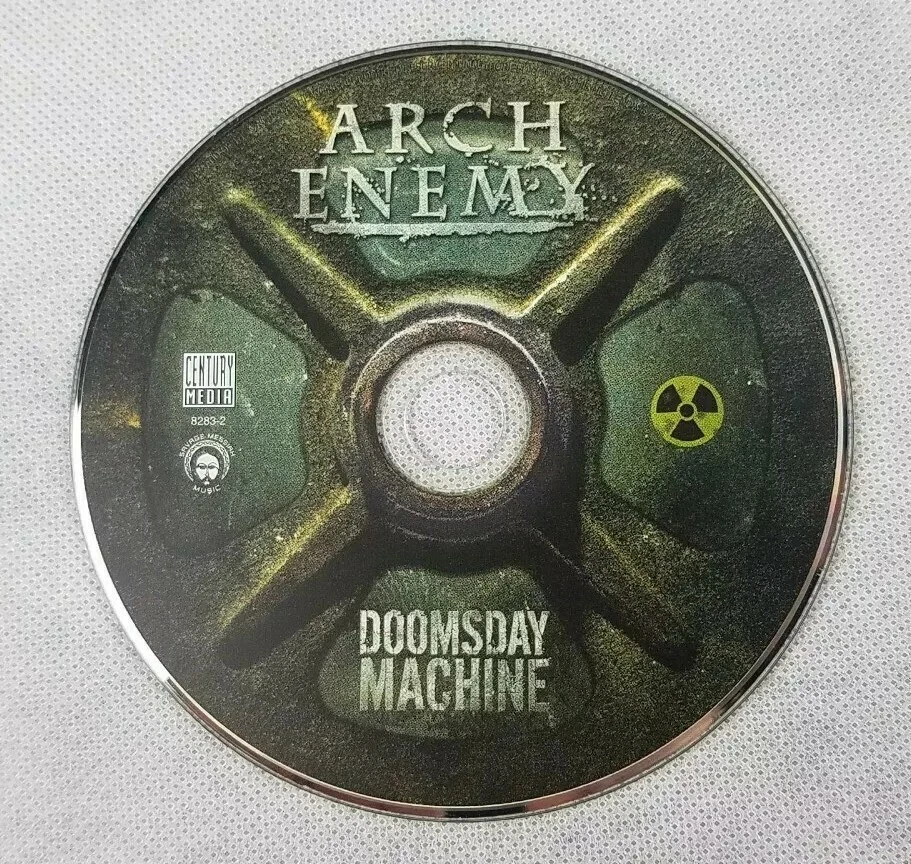 ARCH
ENEMY
CENTURY
MEDIA
8283-2
SAVAGE MESSIAH
MUSIC
DOOMSDAY
MACHINE